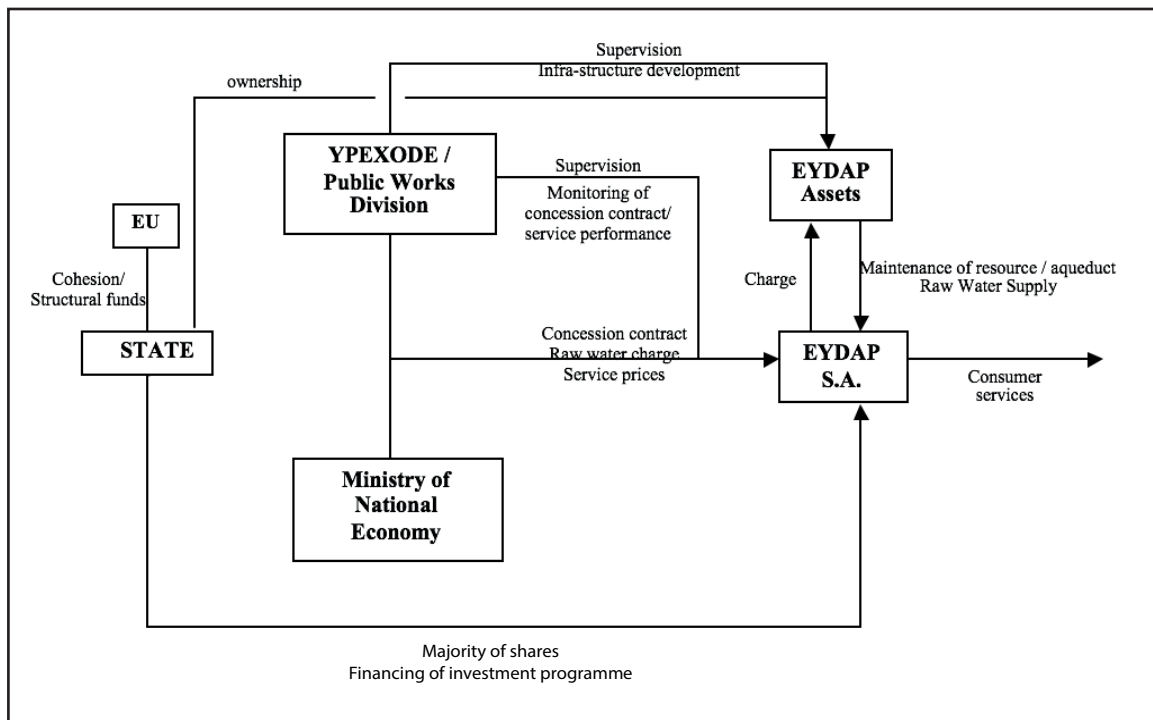 Supervision
Infra-structure development
ownership
YPEXODE /
Public Works
Division
Supervision
Monitoring of
concession contract/
service performance
EYDAP
Assets
EU
Cohesion/
Structural funds
Charge
Maintenance of resource / aqueduct
Raw Water Supply
STATE
Concession contract
Raw water charge
Service prices
EYDAP
S.A.
Consumer
services
Ministry of
National
Economy
Majority of shares
Financing of investment programme